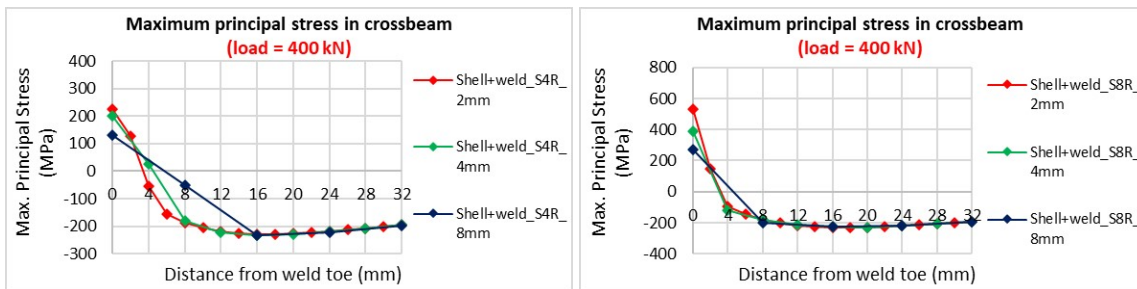 Maximum principal stress in crossbeam
(load = 400 kN)
Max. Principal Stress
(MPa)
400
300
200
100
0
-100
-200
-300
0 4 8 12 16 20 24 28 32
Distance from weld toe (mm)
Shell+weld_S4R_
2mm
Shell+weld_S4R_
4mm
Shell+weld_S4R_
8mm
Maximum principal stress in crossbeam
(load = 400 kN)
Max. Principal Stress
(MPa)
800
600
400
200
0
-200
-400
0 4 8 12 16 20 24 28 32
Distance from weld toe (mm)
Shell+weld_S8R_
2mm
Shell+weld_S8R_
4mm
Shell+weld_S8R_
8mm